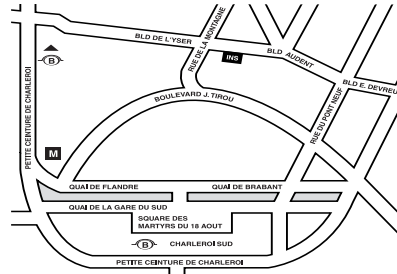 BLD DE L'YSER
RUE DE LA MONTAGNE
INS
BLD AUDENT
BLD E. DEVREU
B
PETITE CEINTURE DE CHARLEROI
BOULEVARD J. TIROU
RUE DU PONT NEUF
M
QUAI DE FLANDRE
QUAI DE BRABANT
QUAI DE LA GARE DU SUD
SQUARE DES
MARTYRS DU 18 AOUT
B
CHARLEROI SUD
PETITE CEINTURE DE CHARLEROI